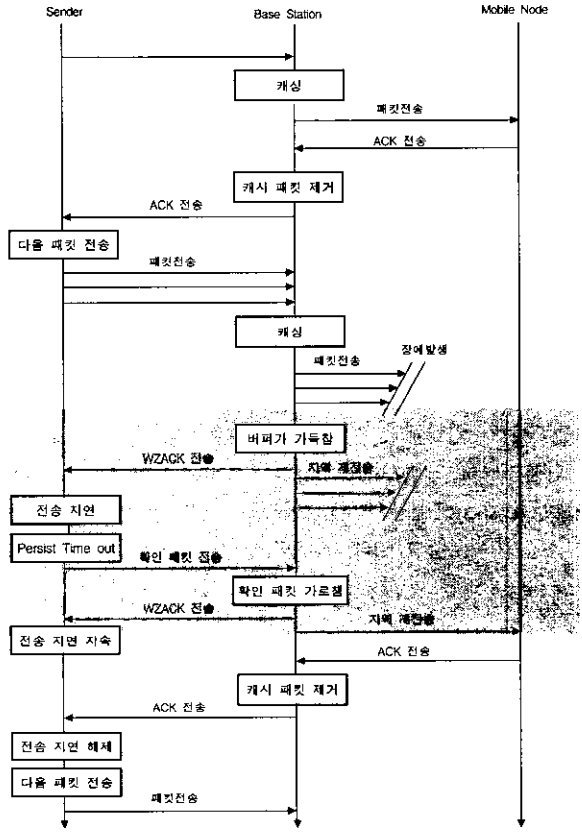 Sender
Base Station
Mobile Node
캐싱
패킷전송
ACK 전송
캐시 패킷 제거
ACK 전송
다음 패킷 전송
패킷전송
캐싱
장애발생
패킷전송
버퍼가 가득참
WZACK 전송
지역 재전송
전송 지연
Persist Time out
확인 패킷 전송
확인 패킷 가로챔
WZACK 전송
지역 재전송
전송 지연 지속
ACK 전송
캐시 패킷 제거
ACK 전송
전송 지연 해제
다음 패킷 전송
패킷전송